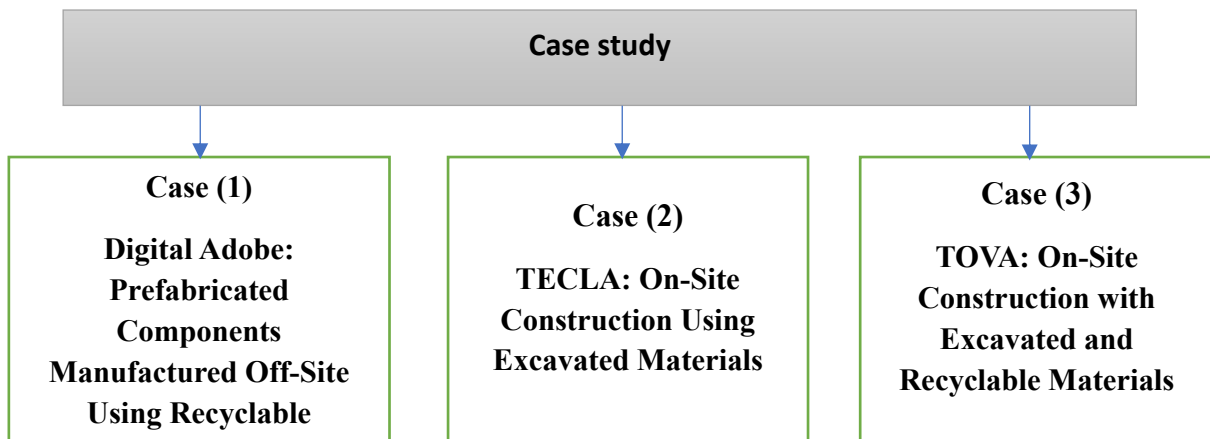 Case study
Case (1)
Digital Adobe:
Prefabricated
Components
Manufactured Off-Site
Using Recyclable
Case (2)
TECLA: On-Site
Construction Using
Excavated Materials
Case (3)
TOVA: On-Site
Construction with
Excavated and
Recyclable Materials